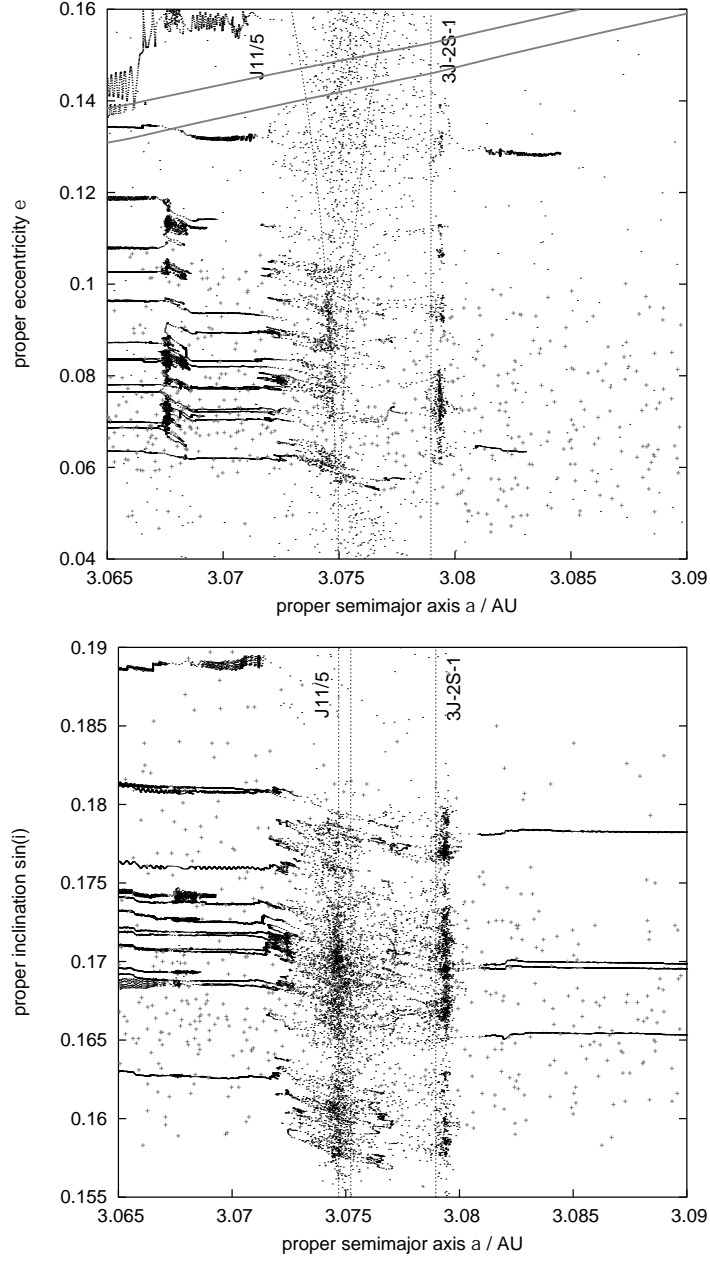 0.16
0.14
0.12
0.1
0.08
0.06
0.04
proper eccentricity e
J11/5
3J-2S-1
3.065 3.07 3.075 3.08 3.085 3.09
proper semimajor axis a / AU
0.19
0.185
0.18
0.175
0.17
0.165
0.16
0.155
proper inclination sin(i)
J11/5
3J-2S-1
3.065 3.07 3.075 3.08 3.085 3.09
proper semimajor axis a / AU